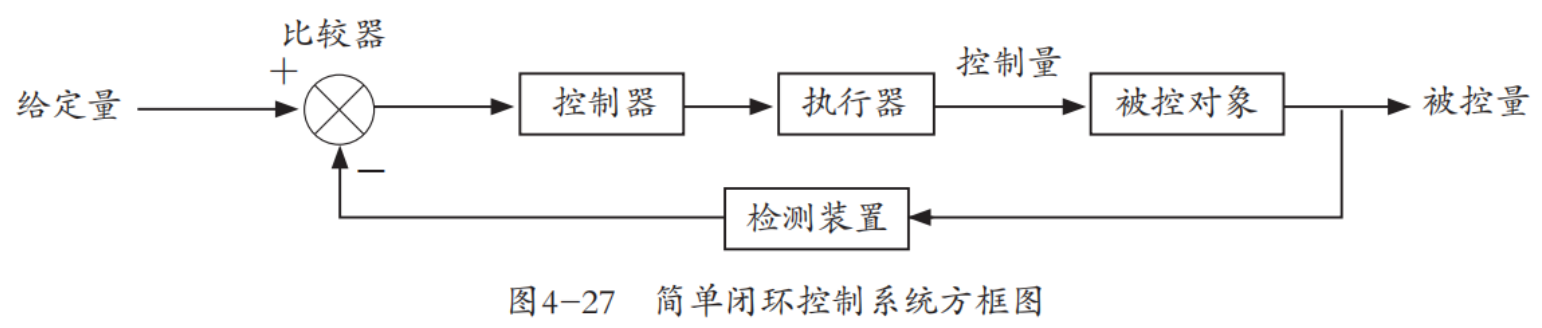 比较器
+
给定量
控制器
执行器
控制量
被控对象
被控量
−
检测装置
图4−27 简单闭环控制系统方框图